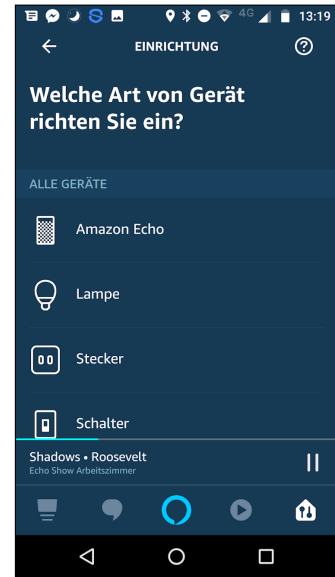 4G 13:19
EINRICHTUNG
Welche Art von Gerät
richten Sie ein?
ALLE GERÄTE
Amazon Echo
Lampe
Stecker
Schalter
Shadows • Roosevelt
Echo Show Arbeitszimmer